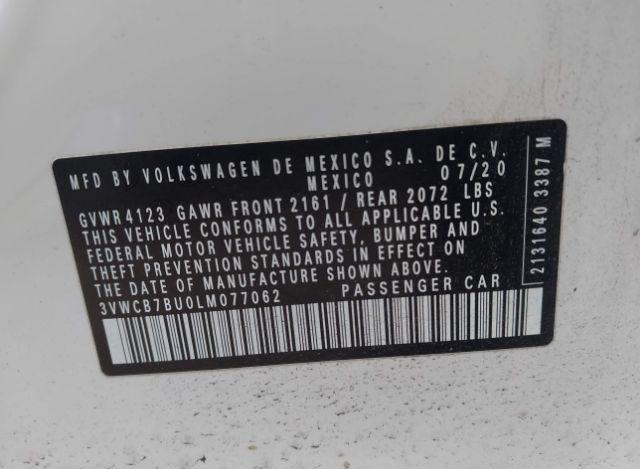 MFD BY VOLKSWAGEN DE MEXICO S.A. DE C.V.
MEXICO 07/20
GVWR 4123 GAWR FRONT 2161 / REAR 2072 LBS
THIS VEHICLE CONFORMS TO ALL APPLICABLE U.S.
FEDERAL MOTOR VEHICLE SAFETY, BUMPER AND
THEFT PREVENTION STANDARDS IN EFFECT ON
THE DATE OF MANUFACTURE SHOWN ABOVE.
3VWCB7BU0LM077062 PASSENGER CAR
2131640 3387 M